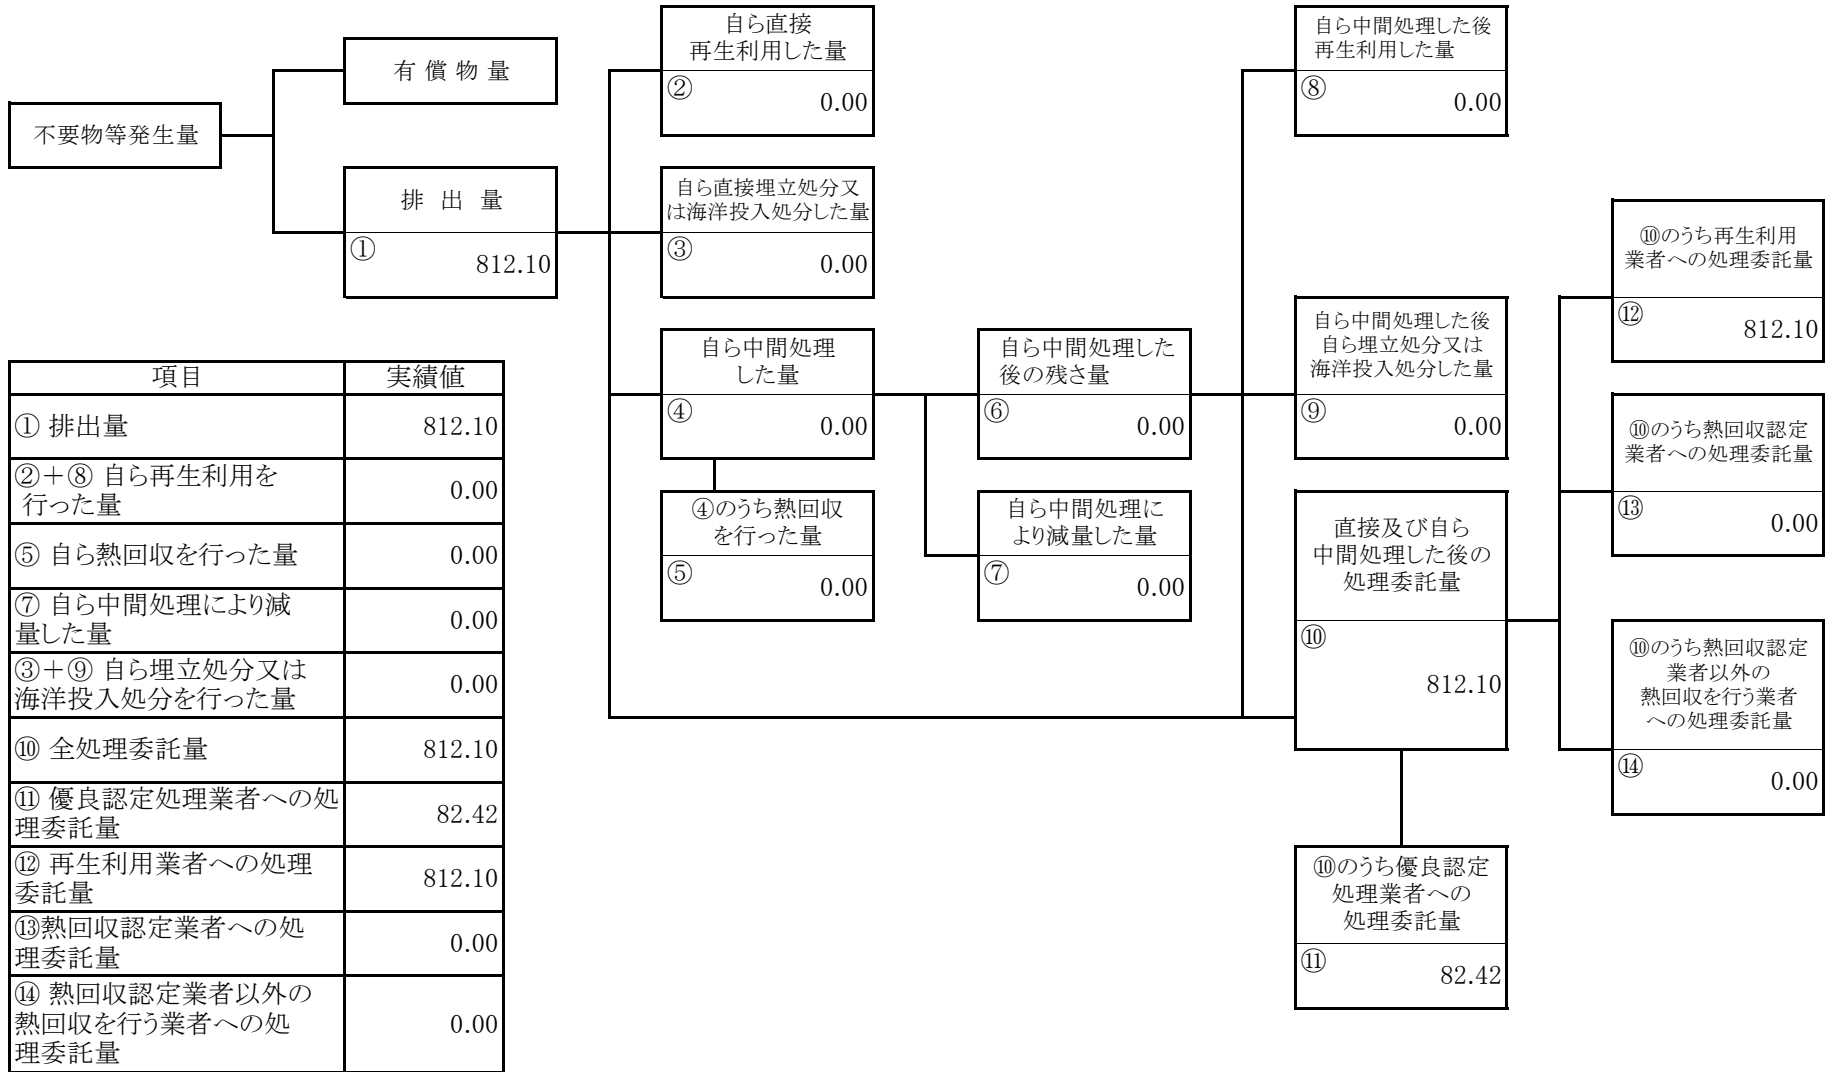 自ら直接
再生利用した量
②
0.00
自ら中間処理した後
再生利用した量
⑧
0.00
有 償 物 量
不要物等発生量
排 出 量
①
812.10
自ら直接埋立処分又
は海洋投入処分した量
③
0.00
⑩のうち再生利用
業者への処理委託量
⑫
812.10
自ら中間処理
した量
④
0.00
自ら中間処理した
後の残さ量
⑥
0.00
自ら中間処理した後
自ら埋立処分又は
海洋投入処分した量
⑨
0.00
⑩のうち熱回収認定
業者への処理委託量
⑬
0.00
④のうち熱回収
を行った量
⑤
0.00
自ら中間処理に
より減量した量
⑦
0.00
直接及び自ら
中間処理した後の
処理委託量
⑩
812.10
⑩のうち熱回収認定
業者以外の
熱回収を行う業者
への処理委託量
⑭
0.00
⑩のうち優良認定
処理業者への
処理委託量
⑪
82.42
項目 実績値
① 排出量 812.10
②＋⑧ 自ら再生利用を
行った量 0.00
⑤ 自ら熱回収を行った量 0.00
⑦ 自ら中間処理により減
量した量 0.00
③＋⑨ 自ら埋立処分又は
海洋投入処分を行った量 0.00
⑩ 全処理委託量 812.10
⑪ 優良認定処理業者への処
理委託量 82.42
⑫ 再生利用業者への処理
委託量 812.10
⑬熱回収認定業者への処
理委託量 0.00
⑭ 熱回収認定業者以外の
熱回収を行う業者への処
理委託量 0.00